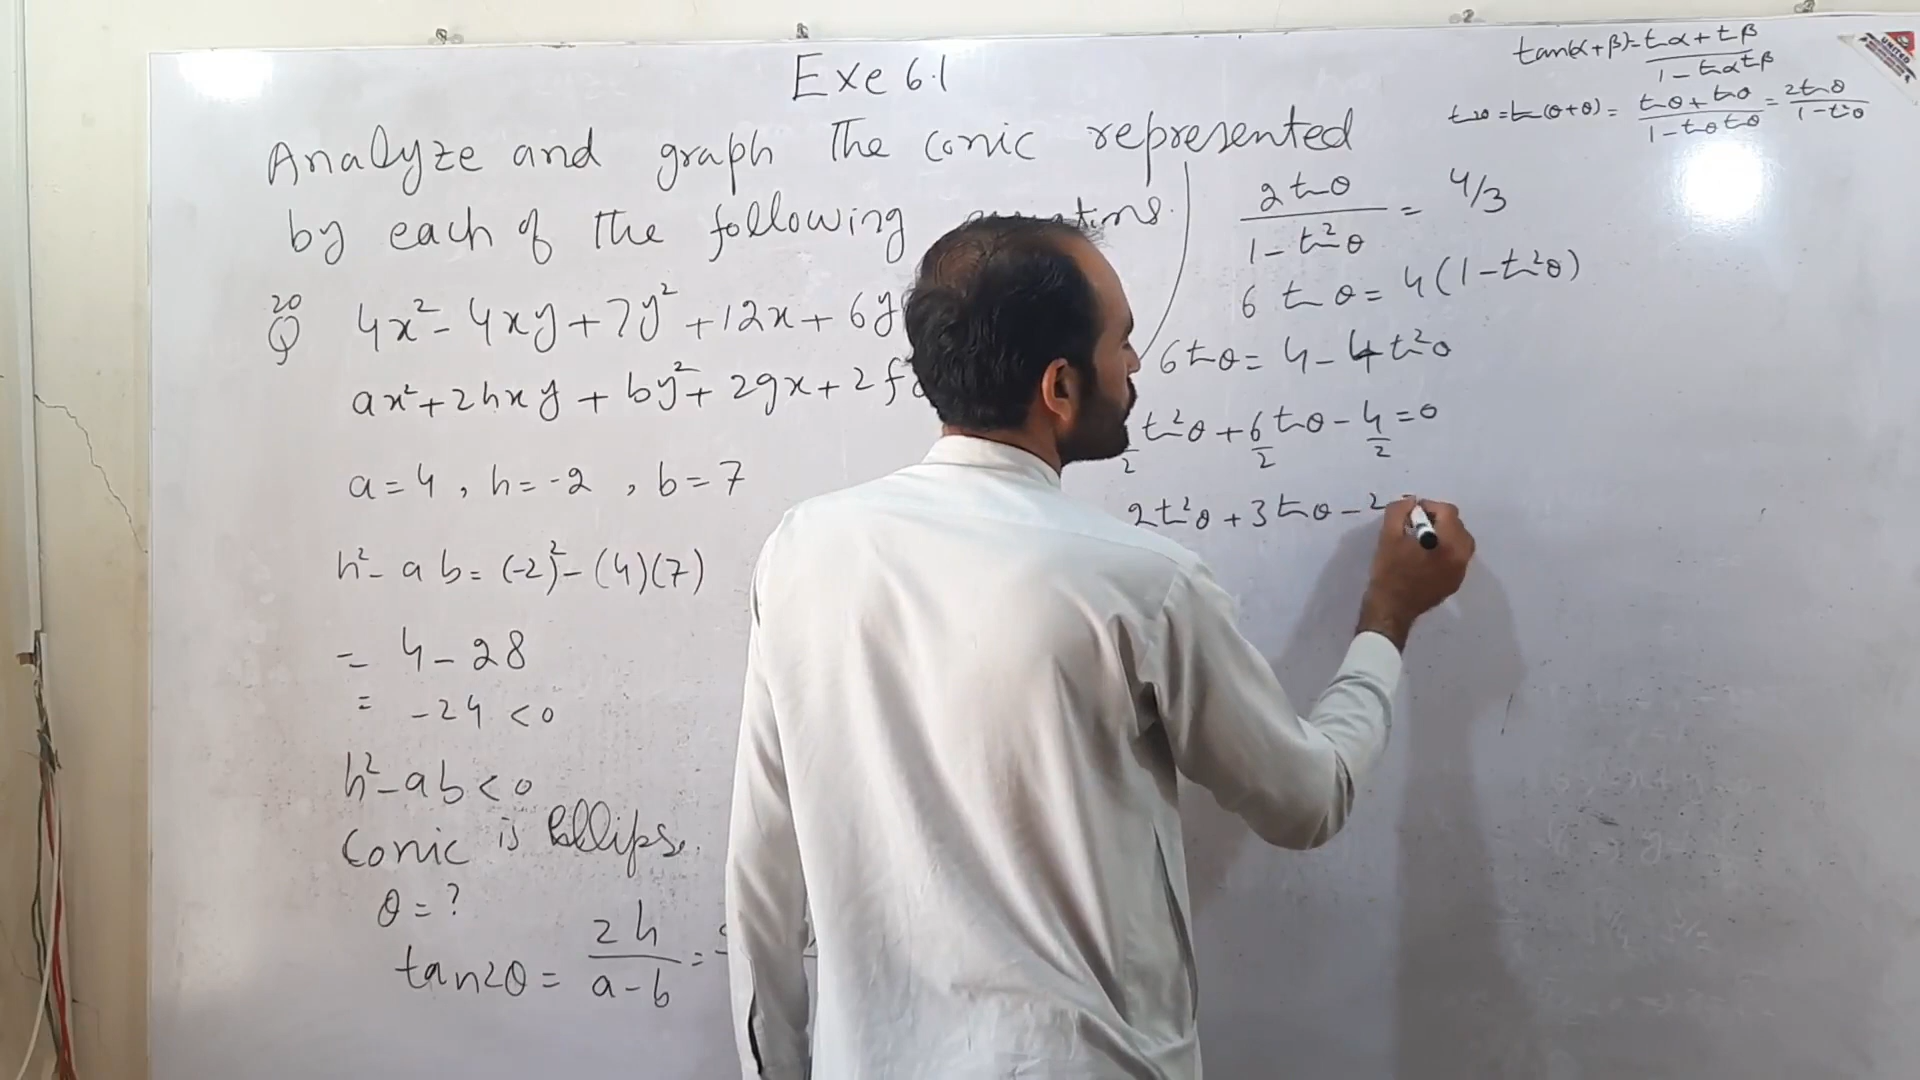 Exe 6.1
Analyze and graph The conic represented
by each of the following
20
Q 4x² - 4xy + 7y² + 12x + 6y
ax² + 2hxy + by² + 2gx + 2f
a = 4 , h = -2 , b = 7
h² - ab = (-2)² - (4)(7)
= 4 - 28
= -24 < 0
h² - ab < 0
Conic is Ellips.
θ = ?
tan2θ = 2h/(a - b) =
tan(α+β) = (tα + tβ)/(1 - tα tβ)
t2θ = t(θ+θ) = (tθ + tθ)/(1 - tθ tθ) = 2tθ/(1 - t²θ)
2tθ/(1 - t²θ) = 4/3
6 tθ = 4(1 - t²θ)
6tθ = 4 - 4t²θ
/2 t²θ + 6/2 tθ - 4/2 = 0
2t²θ + 3tθ - 2
UNITED